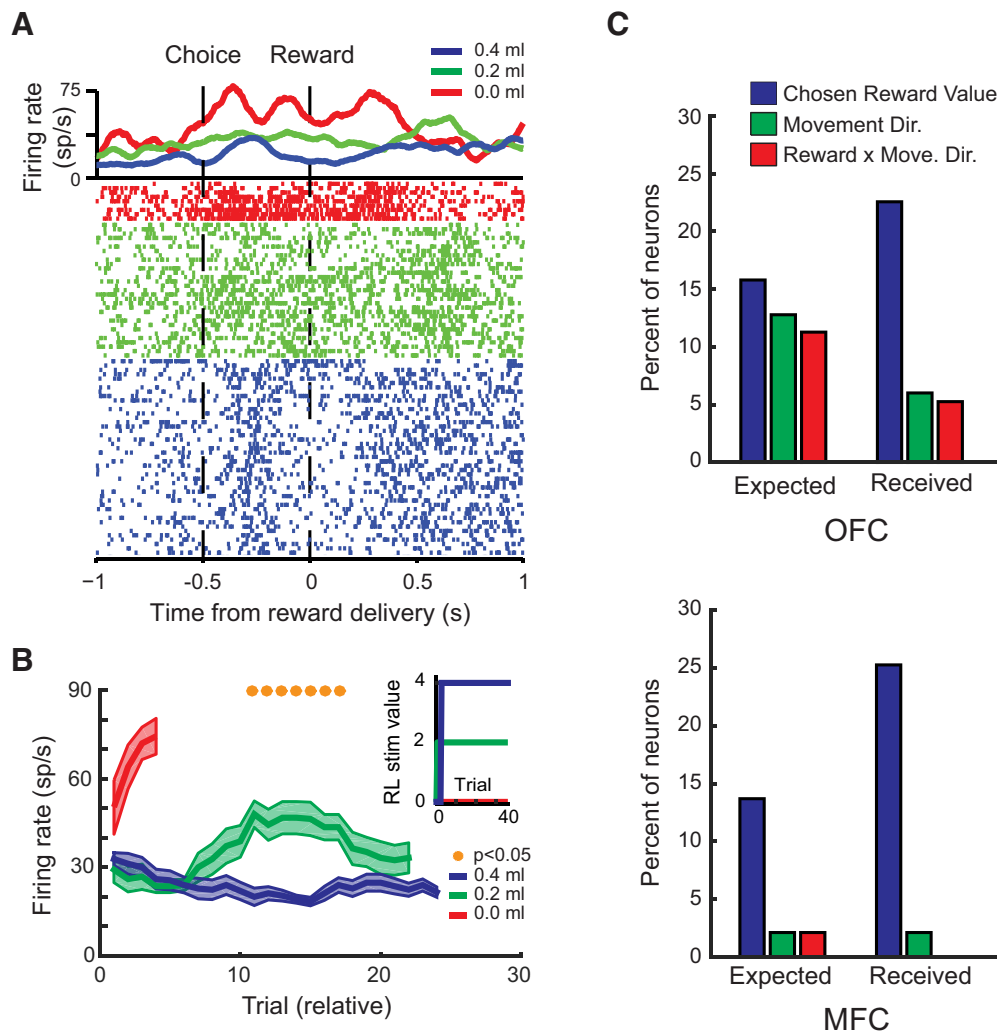 A
Choice Reward
0.4 ml
0.2 ml
0.0 ml
Firing rate
(sp/s)
75
0
−1 -0.5 0 0.5 1
Time from reward delivery (s)
B
Firing rate (sp/s)
90
60
30
0
0 10 20 30
Trial (relative)
RL stim value
4
2
0
Trial
0 40
p<0.05
0.4 ml
0.2 ml
0.0 ml
C
Chosen Reward Value
Movement Dir.
Reward x Move. Dir.
Percent of neurons
30
25
20
15
10
5
0
Expected Received
OFC
Percent of neurons
30
25
20
15
10
5
0
Expected Received
MFC